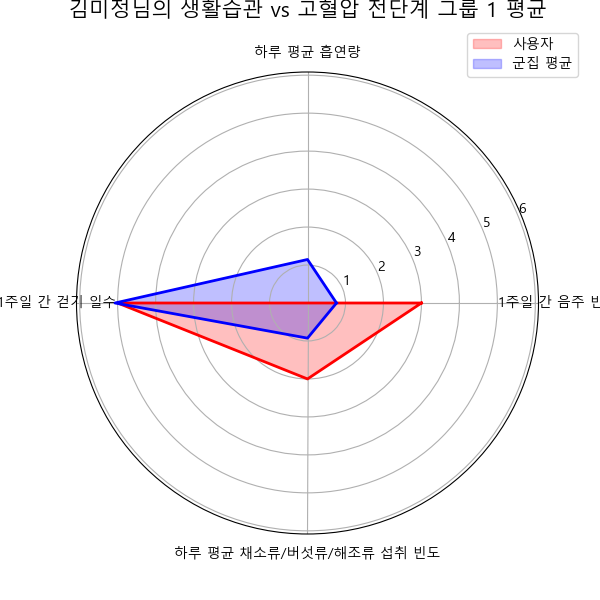 김미정님의 생활습관 vs 고혈압 전단계 그룹 1 평균
사용자
군집 평균
하루 평균 흡연량
6
5
4
3
2
1
1주일 간 걷기 일수
1주일 간 음주 빈
하루 평균 채소류/버섯류/해조류 섭취 빈도